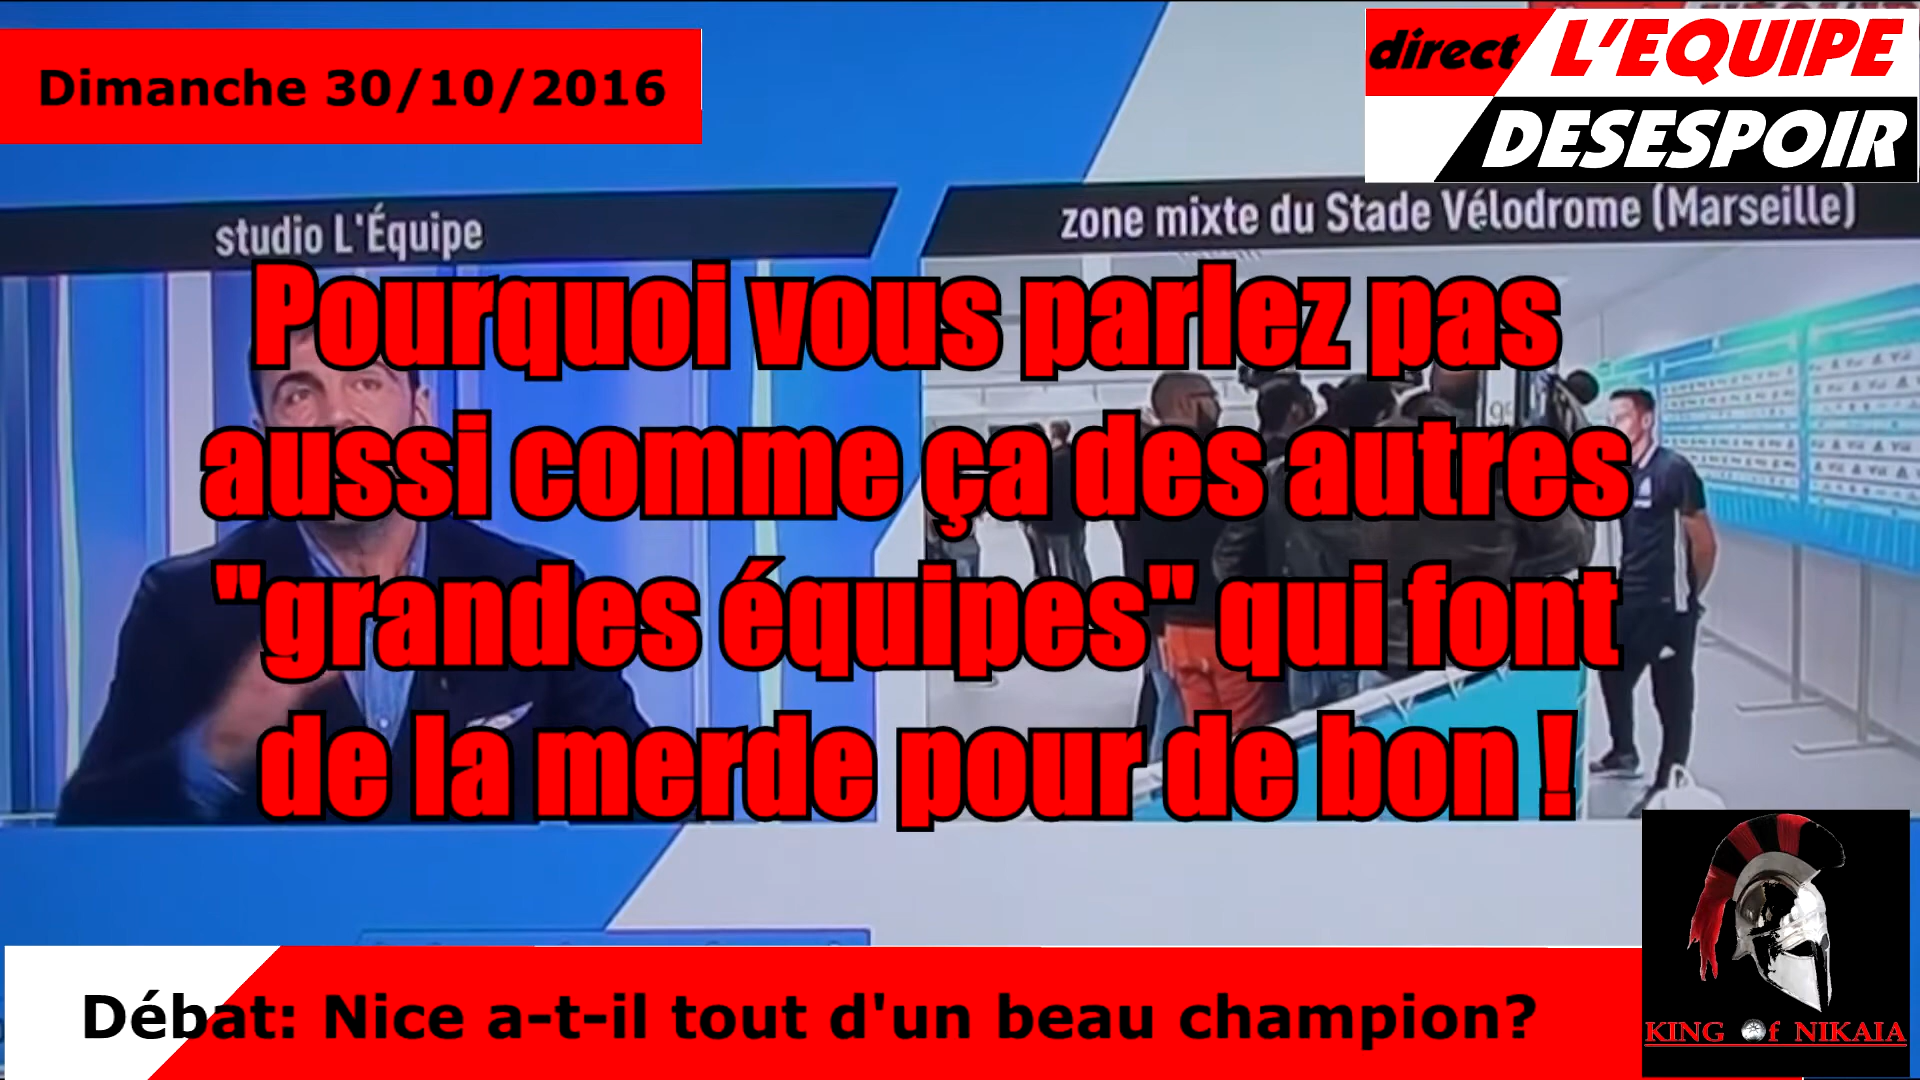 Dimanche 30/10/2016
direct L'EQUIPE
DESESPOIR
studio L'Équipe
zone mixte du Stade Vélodrome (Marseille)
Pourquoi vous parlez pas
aussi comme ça des autres
"grandes équipes" qui font
de la merde pour de bon !
Débat: Nice a-t-il tout d'un beau champion?
KING Of NIKAIA